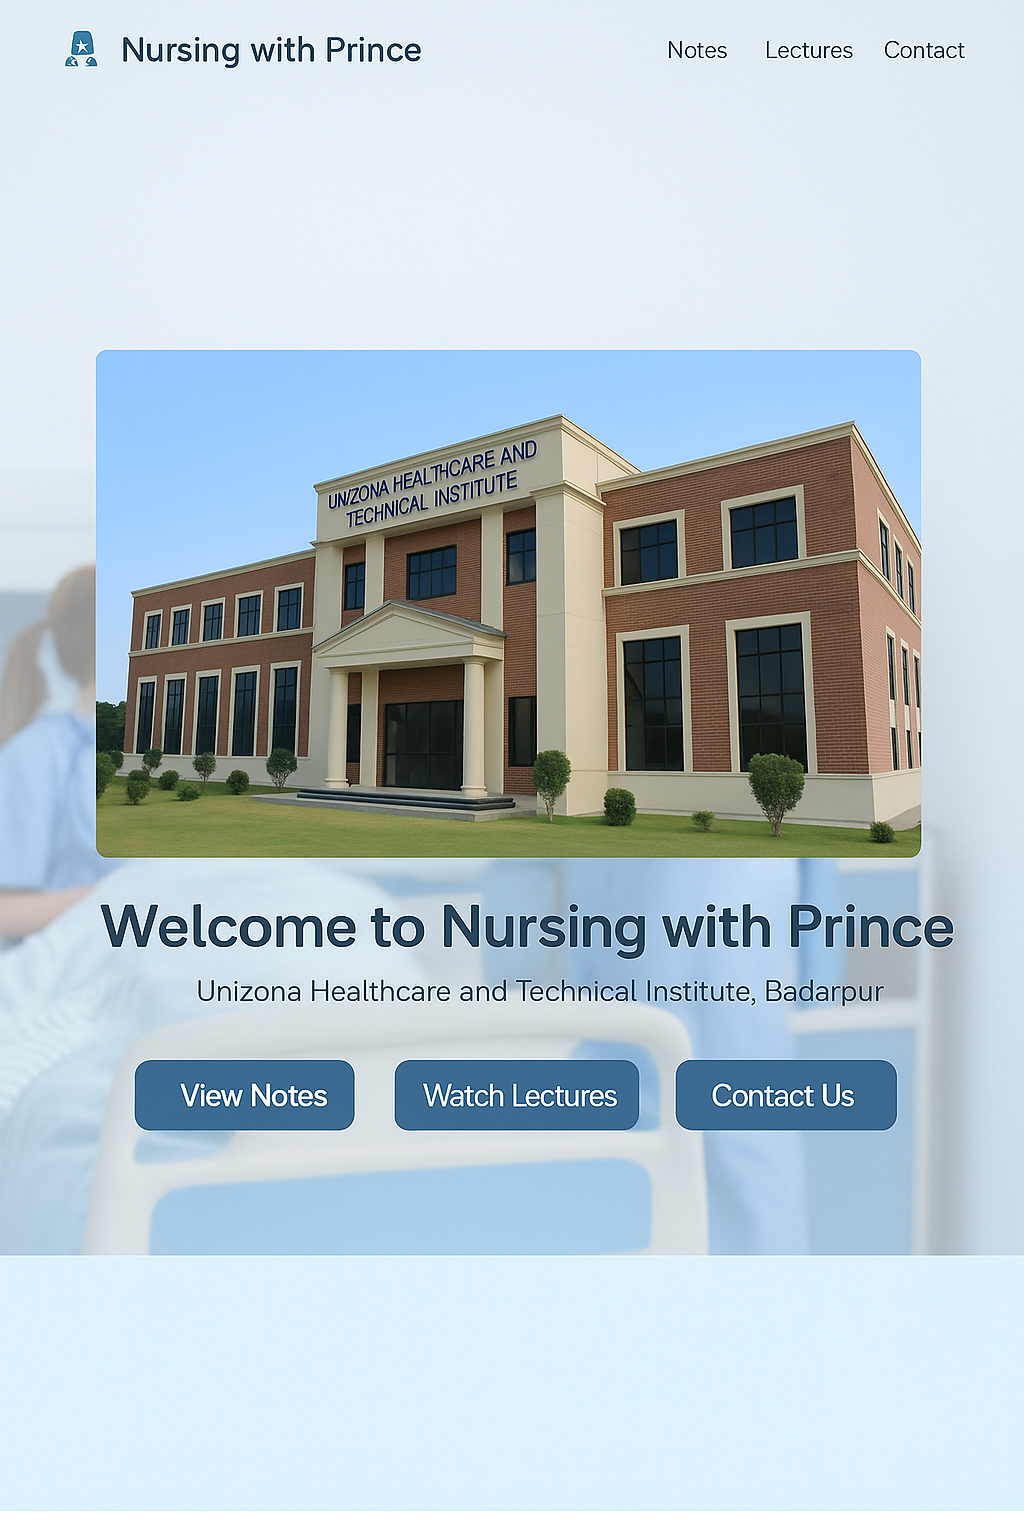 Nursing with Prince
Notes Lectures Contact
UNIZONA HEALTHCARE AND
TECHNICAL INSTITUTE
Welcome to Nursing with Prince
Unizona Healthcare and Technical Institute, Badarpur
View Notes Watch Lectures Contact Us